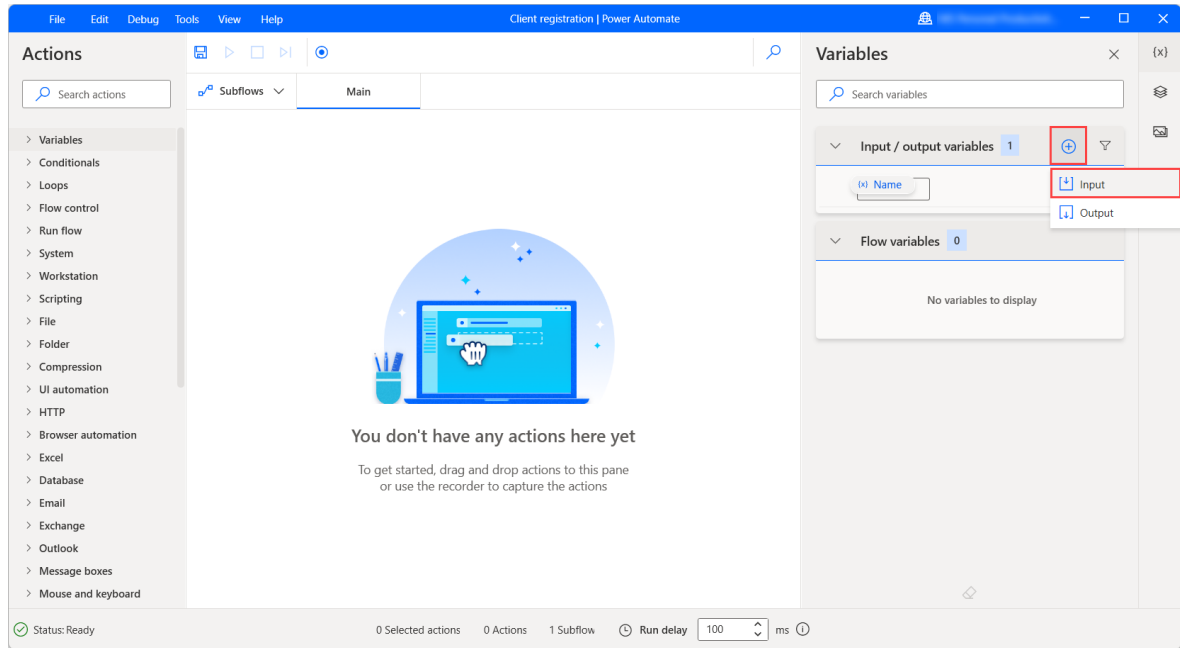 File Edit Debug Tools View Help Client registration | Power Automate
Actions
Search actions
Variables
Conditionals
Loops
Flow control
Run flow
System
Workstation
Scripting
File
Folder
Compression
UI automation
HTTP
Browser automation
Excel
Database
Email
Exchange
Outlook
Message boxes
Mouse and keyboard
Subflows Main
You don't have any actions here yet
To get started, drag and drop actions to this pane
or use the recorder to capture the actions
Variables
{x}
Search variables
Input / output variables 1
{x} Name
Input
Output
Flow variables 0
No variables to display
Status: Ready 0 Selected actions 0 Actions 1 Subflow Run delay 100 ms